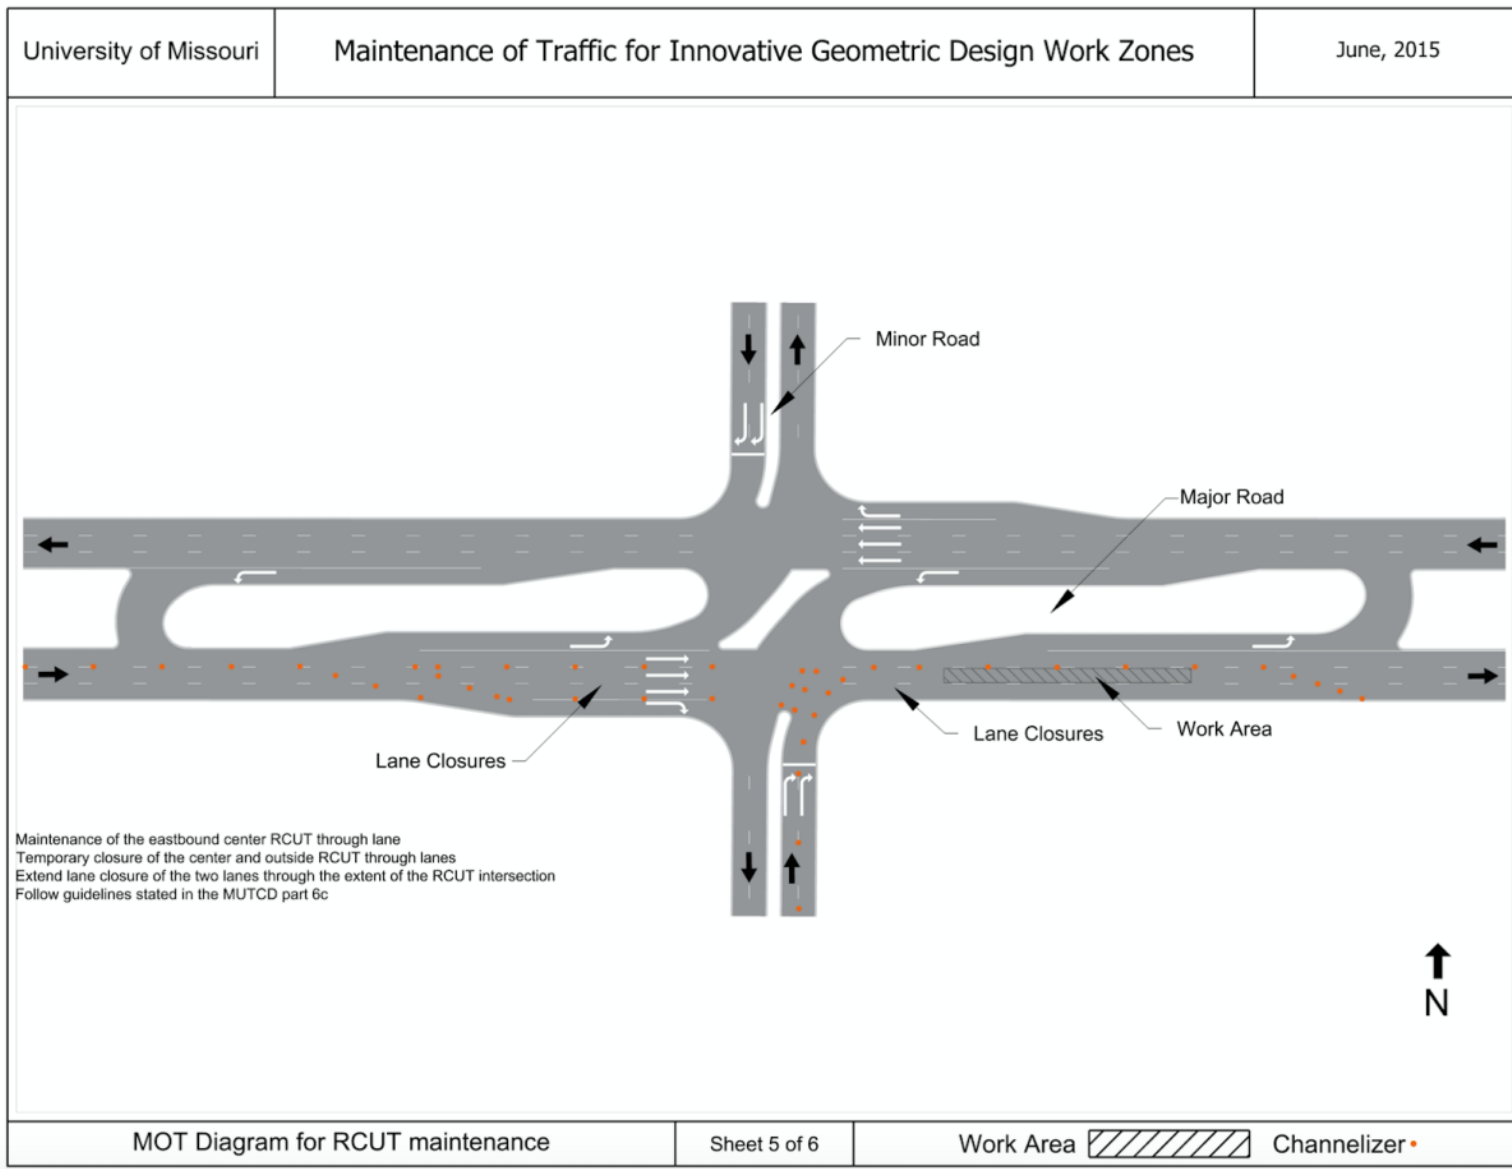 University of Missouri
Maintenance of Traffic for Innovative Geometric Design Work Zones
June, 2015
Minor Road
Major Road
Lane Closures
Work Area
Lane Closures
Maintenance of the eastbound center RCUT through lane
Temporary closure of the center and outside RCUT through lanes
Extend lane closure of the two lanes through the extent of the RCUT intersection
Follow guidelines stated in the MUTCD part 6c
N
MOT Diagram for RCUT maintenance
Sheet 5 of 6
Work Area
Channelizer